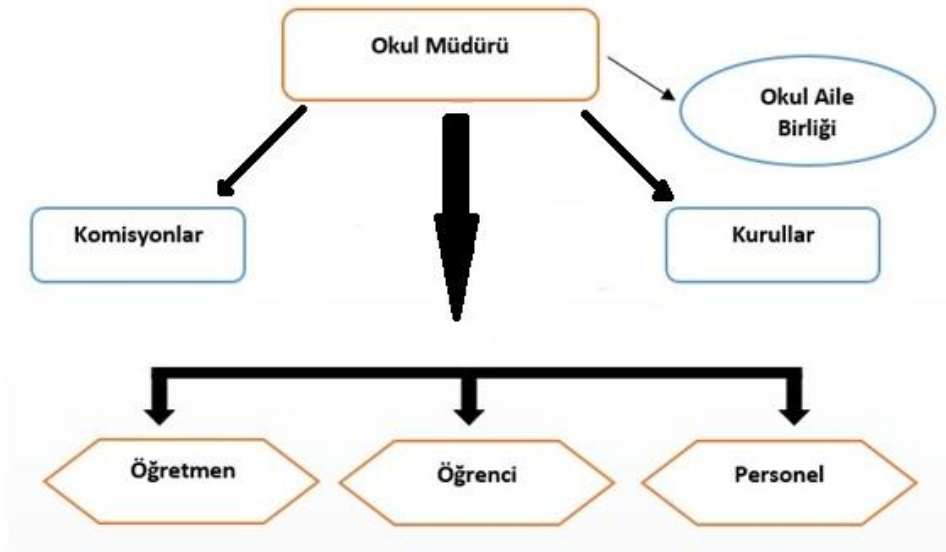 Okul Müdürü
Okul Aile
Birliği
Komisyonlar
Kurullar
Öğretmen
Öğrenci
Personel